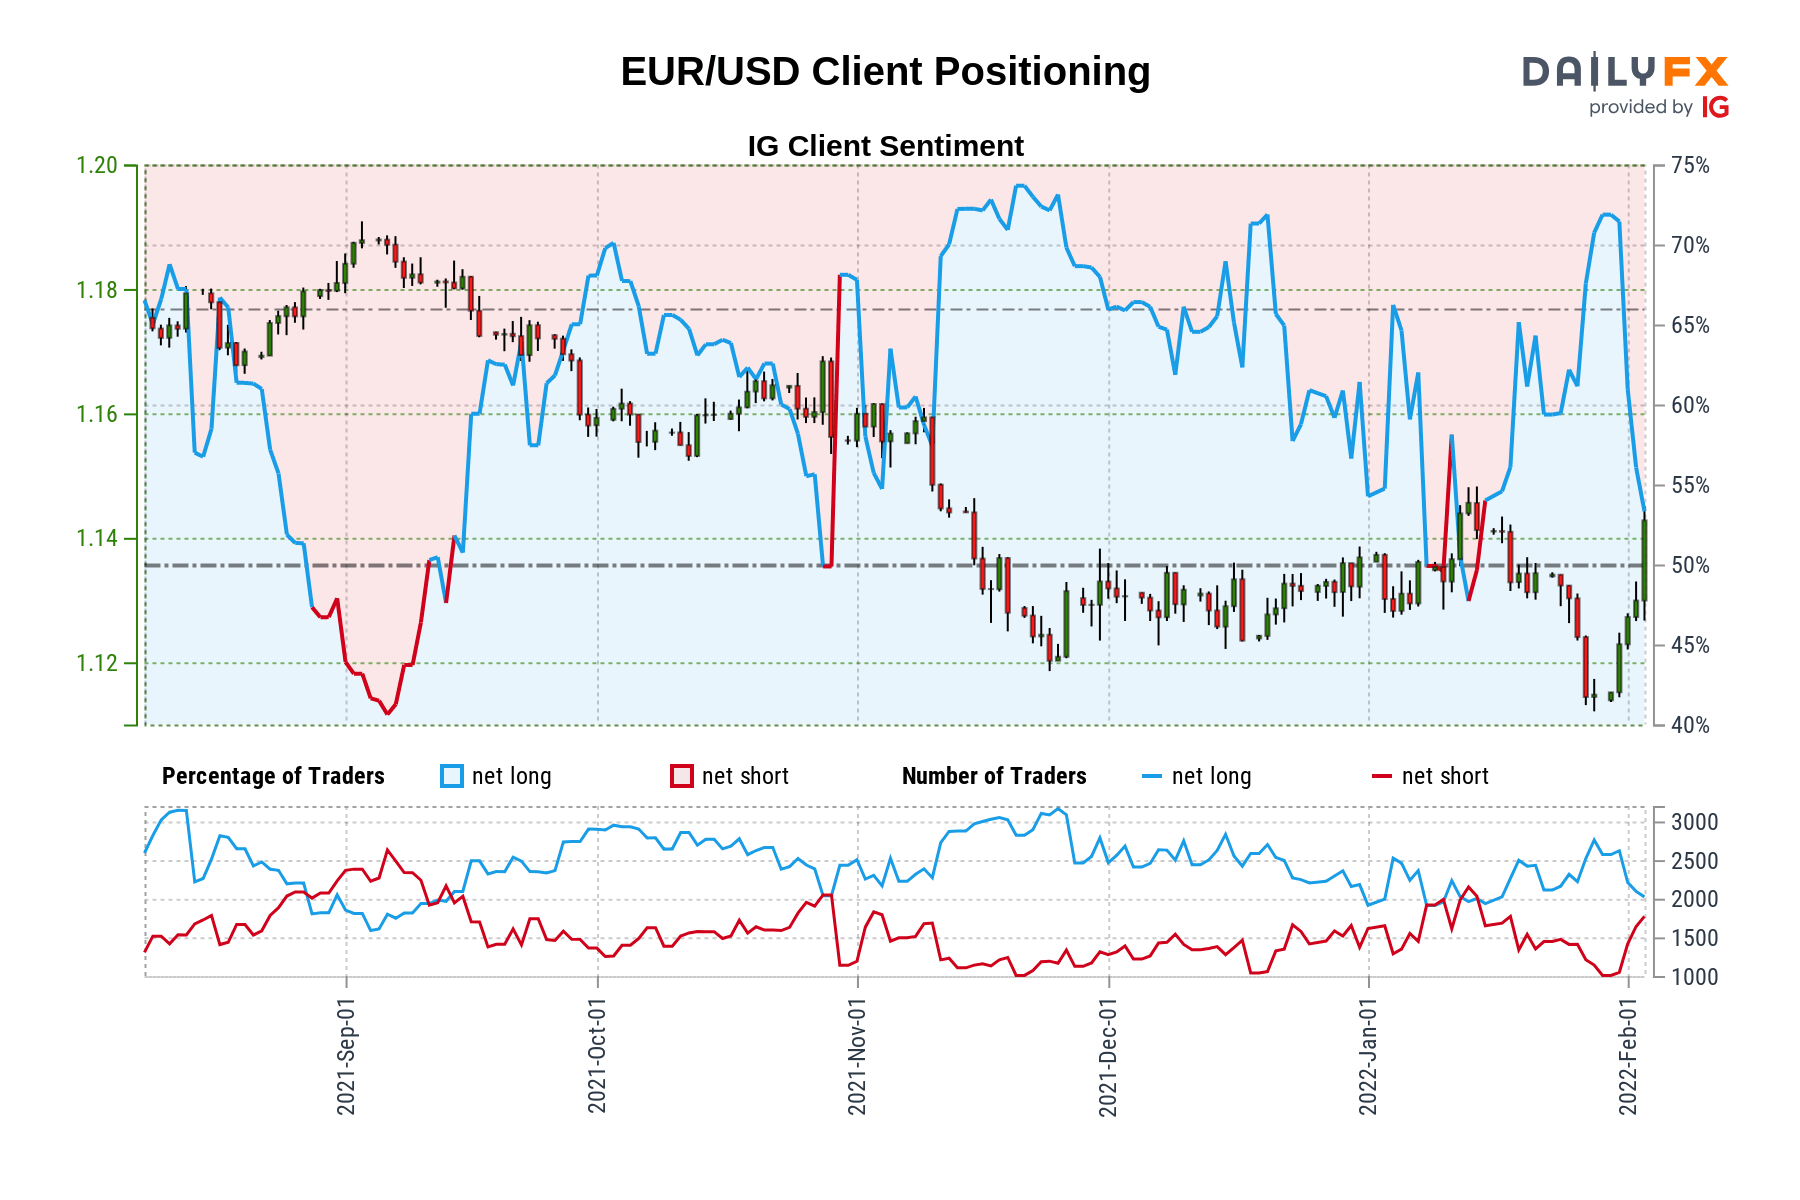 EUR/USD Client Positioning
DAILYFX
provided by IG
IG Client Sentiment
1.20
1.18
1.16
1.14
1.12
75%
70%
65%
60%
55%
50%
45%
40%
Percentage of Traders net long net short Number of Traders net long net short
3000
2500
2000
1500
1000
2021-Sep-01
2021-Oct-01
2021-Nov-01
2021-Dec-01
2022-Jan-01
2022-Feb-01